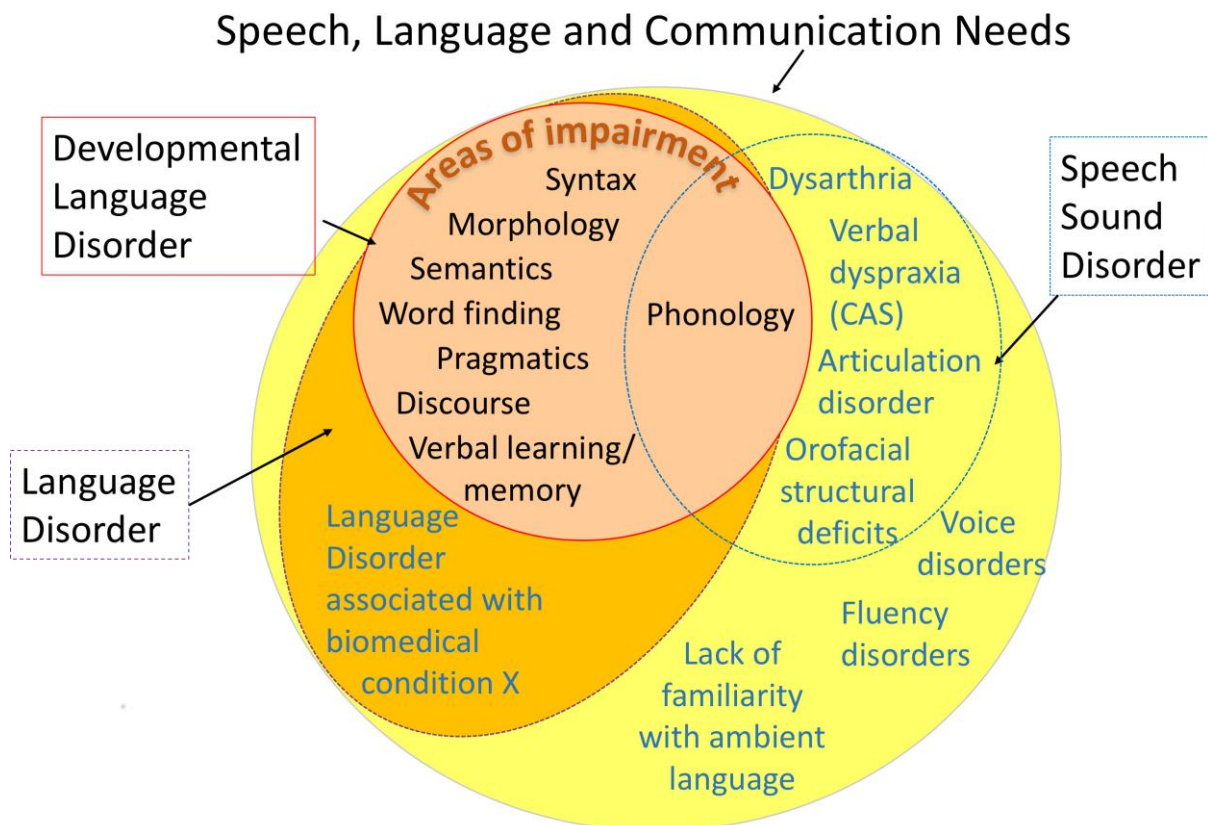 Speech, Language and Communication Needs
Developmental
Language
Disorder
Areas of impairment
Syntax
Morphology
Semantics
Word finding
Pragmatics
Discourse
Verbal learning/
memory
Phonology
Dysarthria
Verbal
dyspraxia
(CAS)
Articulation
disorder
Orofacial
structural
deficits
Speech
Sound
Disorder
Language
Disorder
Language
Disorder
associated with
biomedical
condition X
Voice
disorders
Fluency
disorders
Lack of
familiarity
with ambient
language